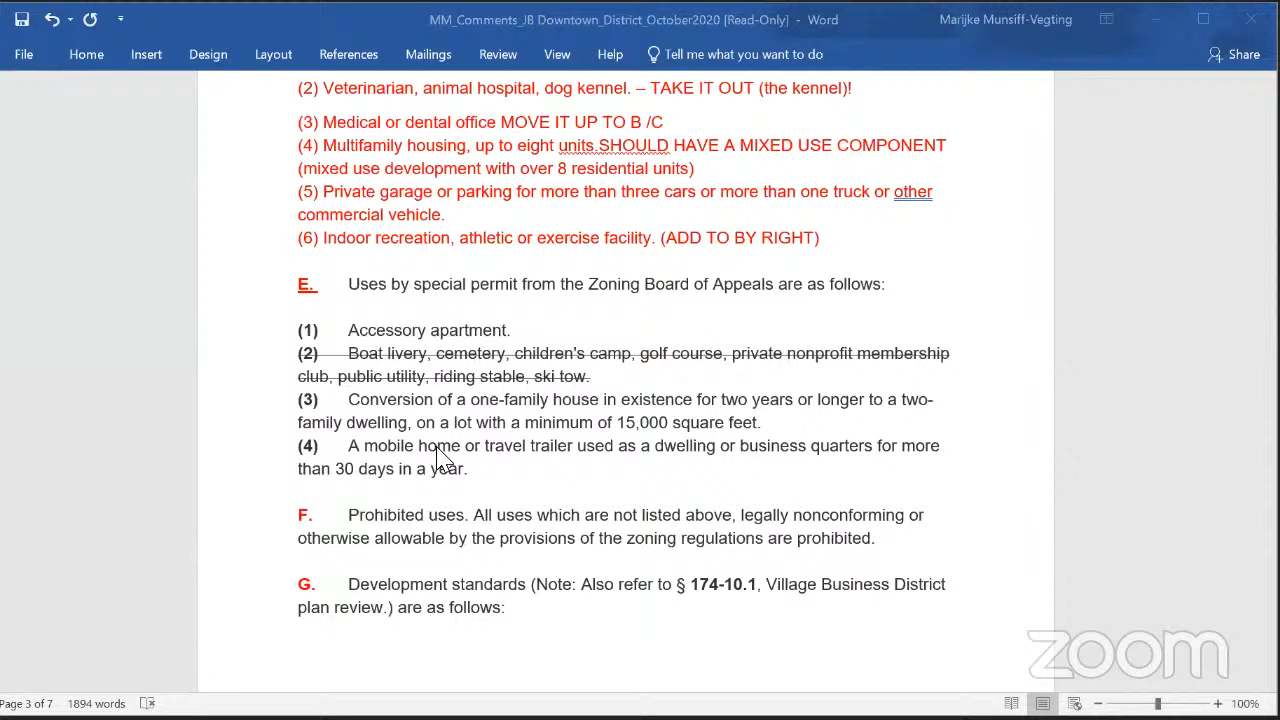 MM_Comments_JB Downtown_District_October2020 [Read-Only] - Word
Marijke Munsiff-Vegting
File Home Insert Design Layout References Mailings Review View Tell me what you want to do Share
(2) Veterinarian, animal hospital, dog kennel. – TAKE IT OUT (the kennel)!
(3) Medical or dental office MOVE IT UP TO B /C
(4) Multifamily housing, up to eight units.SHOULD HAVE A MIXED USE COMPONENT
(mixed use development with over 8 residential units)
(5) Private garage or parking for more than three cars or more than one truck or other
commercial vehicle.
(6) Indoor recreation, athletic or exercise facility. (ADD TO BY RIGHT)
E. Uses by special permit from the Zoning Board of Appeals are as follows:
(1) Accessory apartment.
(2) Boat livery, cemetery, children's camp, golf course, private nonprofit membership
club, public utility, riding stable, ski tow.
(3) Conversion of a one-family house in existence for two years or longer to a two-
family dwelling, on a lot with a minimum of 15,000 square feet.
(4) A mobile home or travel trailer used as a dwelling or business quarters for more
than 30 days in a year.
F. Prohibited uses. All uses which are not listed above, legally nonconforming or
otherwise allowable by the provisions of the zoning regulations are prohibited.
G. Development standards (Note: Also refer to § 174-10.1, Village Business District
plan review.) are as follows:
zoom
Page 3 of 7 1894 words 100%